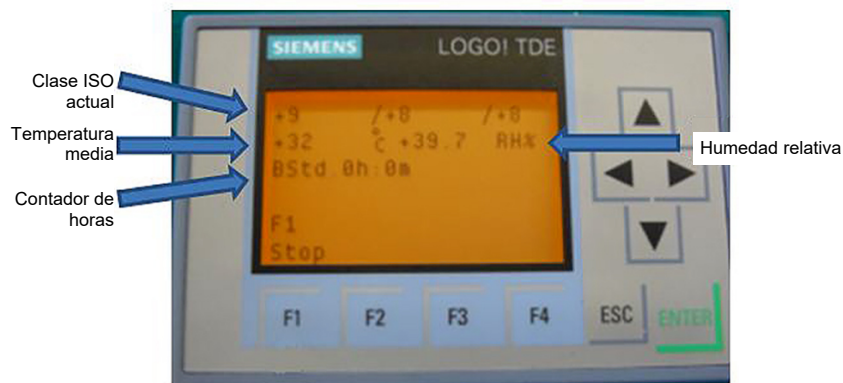 SIEMENS LOGO! TDE
Clase ISO
actual
Temperatura
media
Contador de
horas
+9 /+8 /+8
+32 °C +39.7 RH%
BStd.0h:0m
F1
Stop
Humedad relativa
F1 F2 F3 F4 ESC ENTER